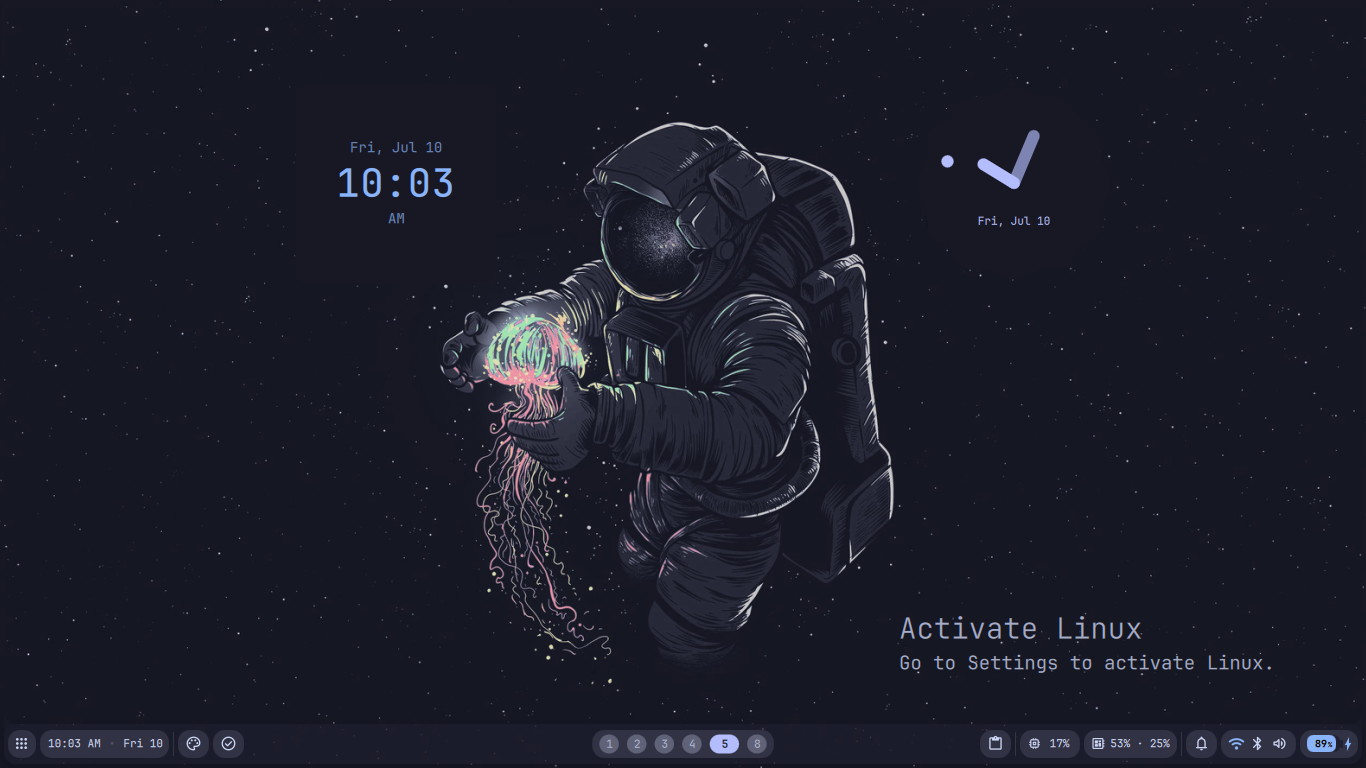 Fri, Jul 10
10:03
AM
Fri, Jul 10
Activate Linux
Go to Settings to activate Linux.
10:03 AM · Fri 10
1 2 3 4 5 8
17%
53% · 25%
89%